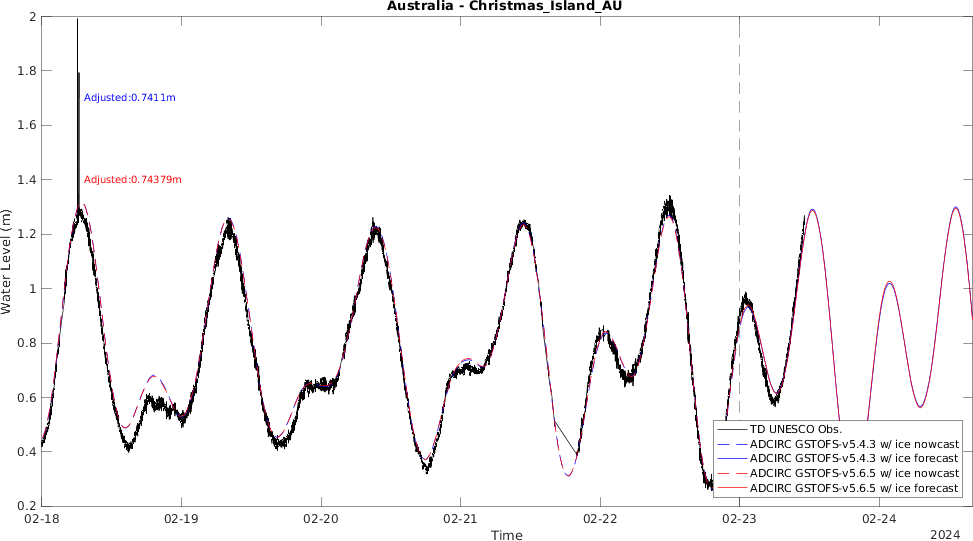 Australia - Christmas_Island_AU
Water Level (m)
2
1.8
1.6
1.4
1.2
1
0.8
0.6
0.4
0.2
Adjusted:0.7411m
Adjusted:0.74379m
TD UNESCO Obs.
ADCIRC GSTOFS-v5.4.3 w/ ice nowcast
ADCIRC GSTOFS-v5.4.3 w/ ice forecast
ADCIRC GSTOFS-v5.6.5 w/ ice nowcast
ADCIRC GSTOFS-v5.6.5 w/ ice forecast
02-18 02-19 02-20 02-21 02-22 02-23 02-24
Time
2024